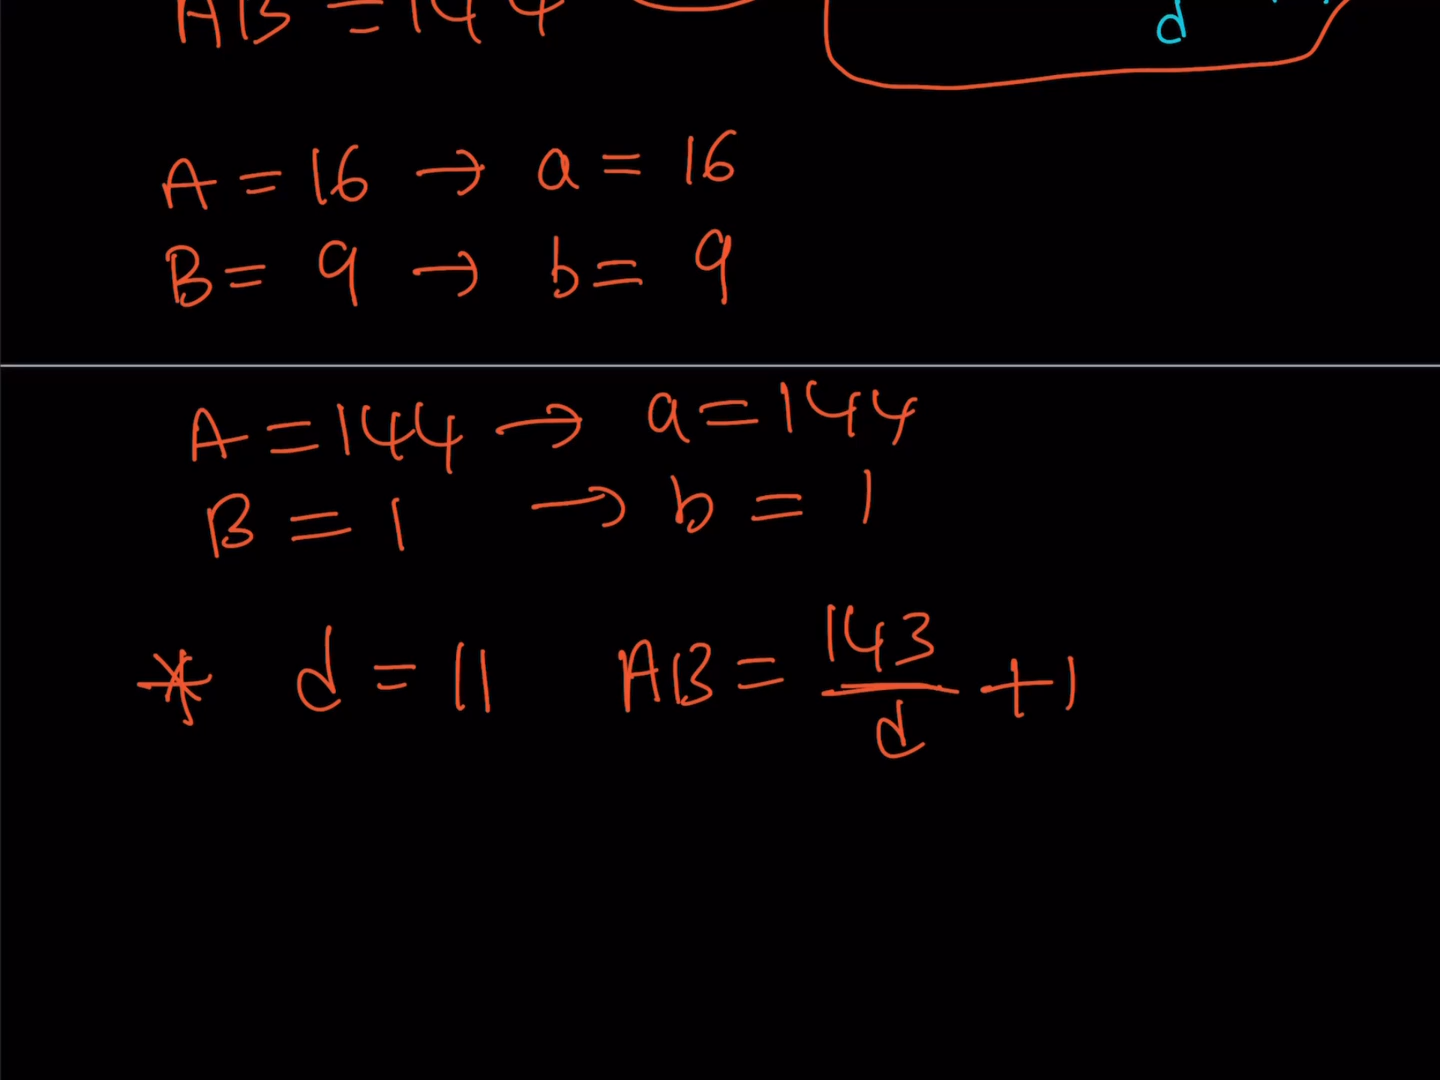 AB = 144
d
A = 16 → a = 16
B = 9 → b = 9
A = 144 → a = 144
B = 1 → b = 1
* d = 11 AB = 143/d + 1